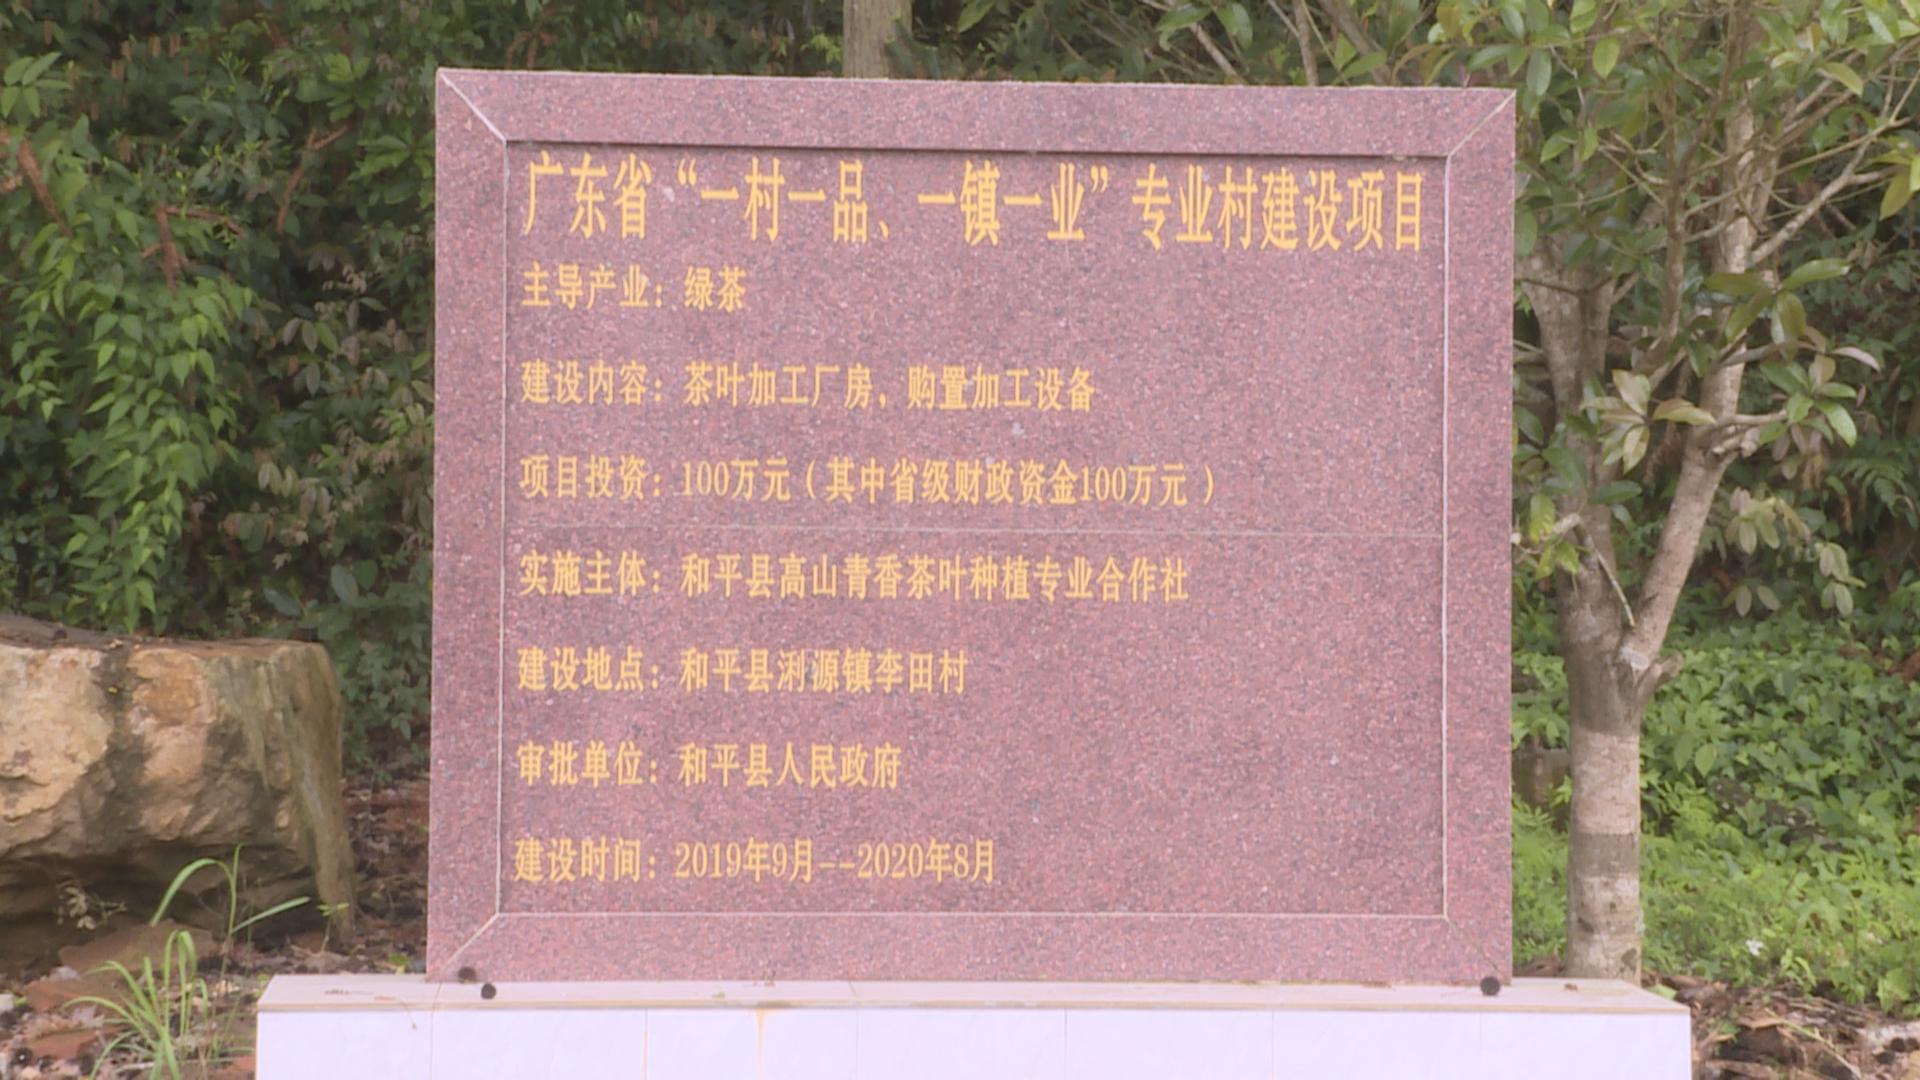 广东省“一村一品、一镇一业”专业村建设项目
主导产业：绿茶
建设内容：茶叶加工厂房，购置加工设备
项目投资：100万元（其中省级财政资金100万元）
实施主体：和平县高山青香茶叶种植专业合作社
建设地点：和平县浰源镇李田村
审批单位：和平县人民政府
建设时间：2019年9月--2020年8月